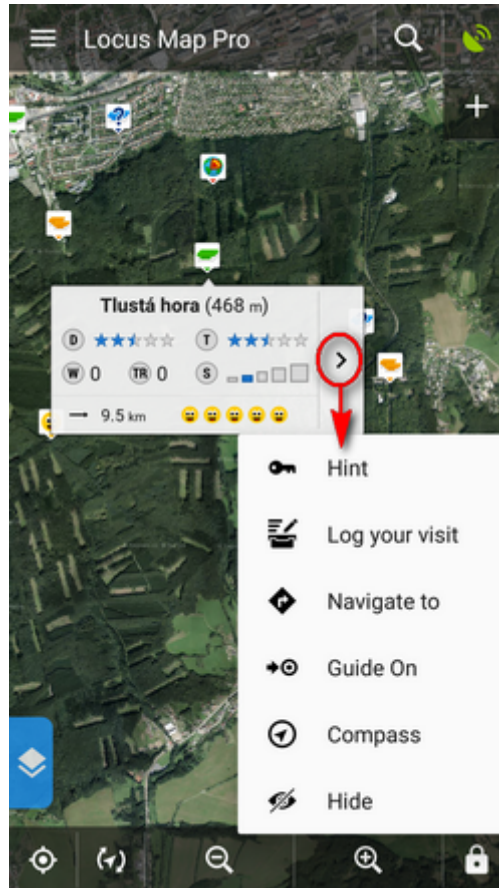 Locus Map Pro
Tlustá hora (468 m)
D T
W 0 TR 0 S
9.5 km
Hint
Log your visit
Navigate to
Guide On
Compass
Hide